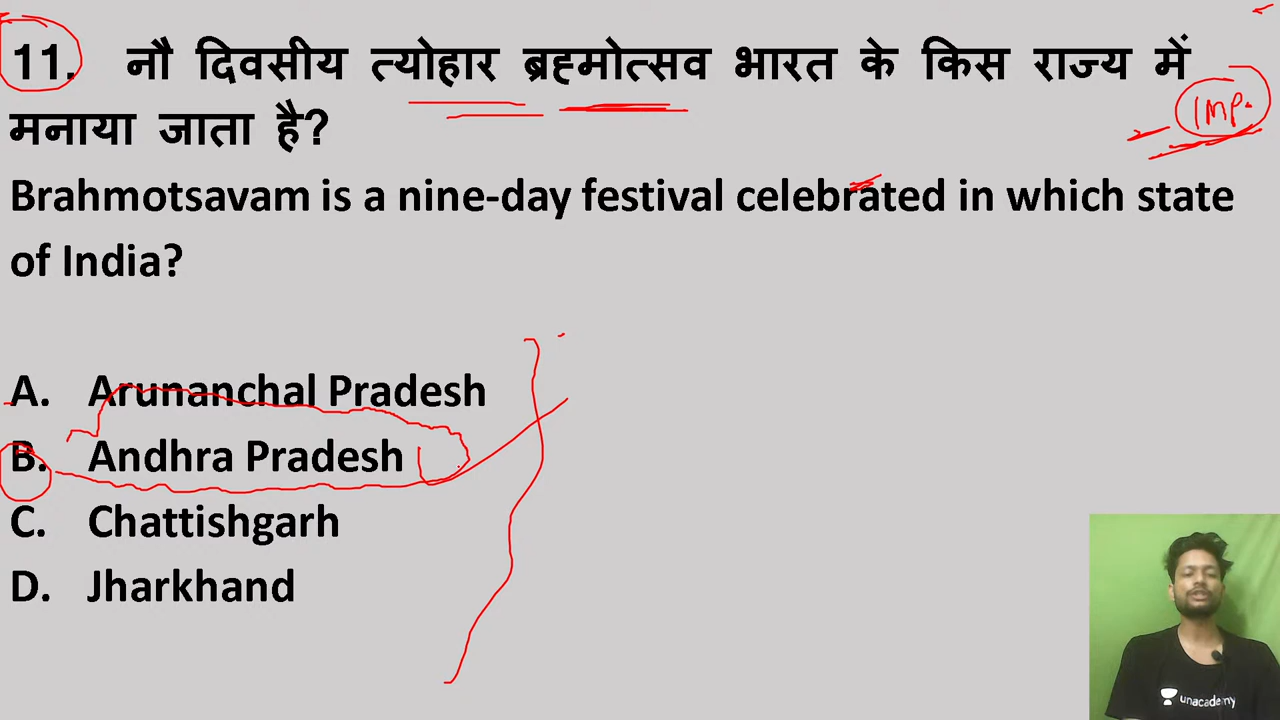 11. नौ दिवसीय त्योहार ब्रह्मोत्सव भारत के किस राज्य में
मनाया जाता है?
Imp.
Brahmotsavam is a nine-day festival celebrated in which state
of India?
A. Arunanchal Pradesh
B. Andhra Pradesh
C. Chattishgarh
D. Jharkhand
unacademy